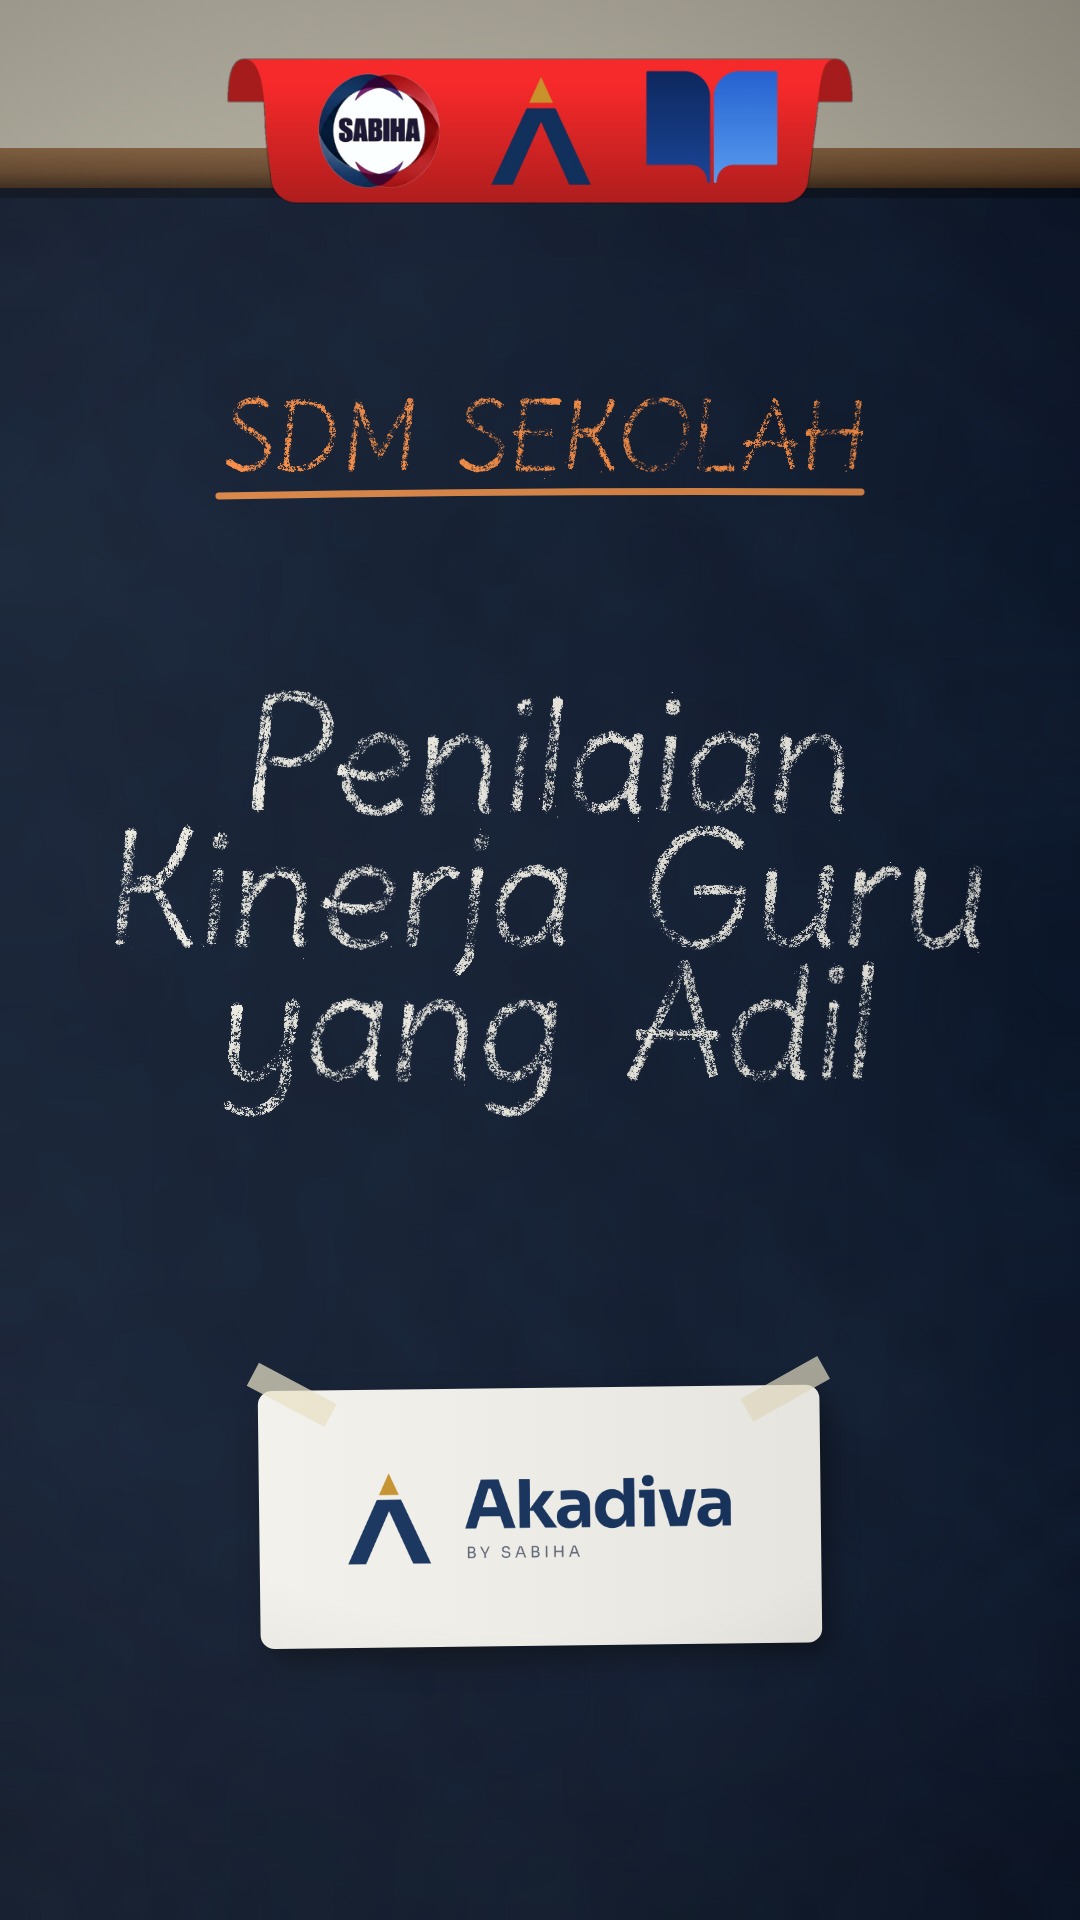 SABIHA
SDM SEKOLAH
Penilaian
Kinerja Guru
yang Adil
Akadiva
BY SABIHA